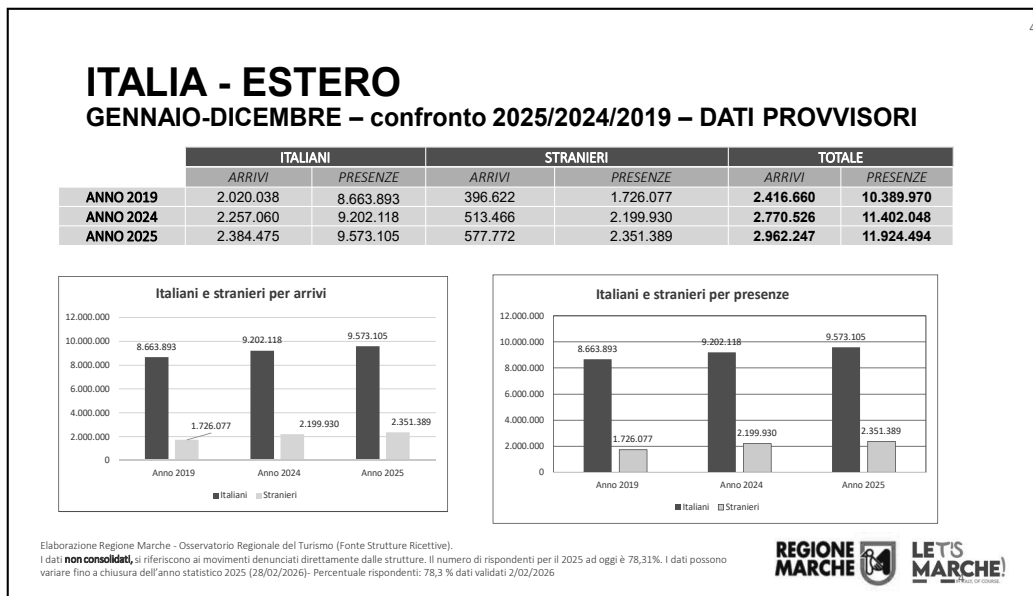 4
ITALIA - ESTERO
GENNAIO-DICEMBRE – confronto 2025/2024/2019 – DATI PROVVISORI
ITALIANI STRANIERI TOTALE
ARRIVI PRESENZE ARRIVI PRESENZE ARRIVI PRESENZE
ANNO 2019 2.020.038 8.663.893 396.622 1.726.077 2.416.660 10.389.970
ANNO 2024 2.257.060 9.202.118 513.466 2.199.930 2.770.526 11.402.048
ANNO 2025 2.384.475 9.573.105 577.772 2.351.389 2.962.247 11.924.494
Italiani e stranieri per arrivi
12.000.000
10.000.000
8.000.000
6.000.000
4.000.000
2.000.000
0
8.663.893
1.726.077
9.202.118
2.199.930
9.573.105
2.351.389
Anno 2019 Anno 2024 Anno 2025
Italiani Stranieri
Italiani e stranieri per presenze
12.000.000
10.000.000
8.000.000
6.000.000
4.000.000
2.000.000
0
8.663.893
1.726.077
9.202.118
2.199.930
9.573.105
2.351.389
Anno 2019 Anno 2024 Anno 2025
Italiani Stranieri
Elaborazione Regione Marche - Osservatorio Regionale del Turismo (Fonte Strutture Ricettive).
I dati non consolidati, si riferiscono ai movimenti denunciati direttamente dalle strutture. Il numero di rispondenti per il 2025 ad oggi è 78,31%. I dati possono
variare fino a chiusura dell'anno statistico 2025 (28/02/2026)- Percentuale rispondenti: 78,3 % dati validati 2/02/2026
REGIONE
MARCHE
LET'S
MARCHE!
4